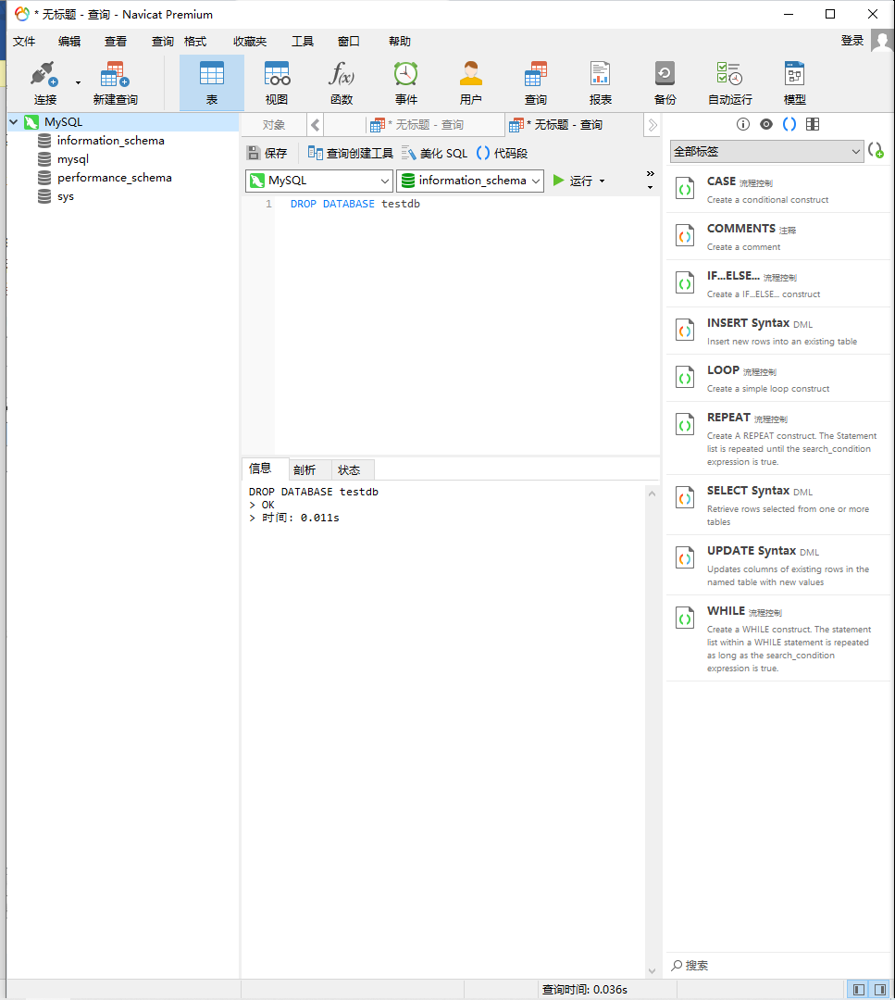 * 无标题 - 查询 - Navicat Premium
文件 编辑 查看 查询 格式 收藏夹 工具 窗口 帮助 登录
连接 新建查询 表 视图 函数 事件 用户 查询 报表 备份 自动运行 模型
MySQL
information_schema
mysql
performance_schema
sys
对象 * 无标题 - 查询 * 无标题 - 查询
保存 查询创建工具 美化 SQL 代码段
MySQL information_schema 运行
1 DROP DATABASE testdb
信息 剖析 状态
DROP DATABASE testdb
> OK
> 时间: 0.011s
全部标签
CASE 流程控制
Create a conditional construct
COMMENTS 注释
Create a comment
IF...ELSE... 流程控制
Create a IF...ELSE... construct
INSERT Syntax DML
Insert new rows into an existing table
LOOP 流程控制
Create a simple loop construct
REPEAT 流程控制
Create A REPEAT construct. The Statement
list is repeated until the search_condition
expression is true.
SELECT Syntax DML
Retrieve rows selected from one or more
tables
UPDATE Syntax DML
Updates columns of existing rows in the
named table with new values
WHILE 流程控制
Create a WHILE construct. The statement
list within a WHILE statement is repeated
as long as the search_condition
expression is true.
搜索
查询时间: 0.036s